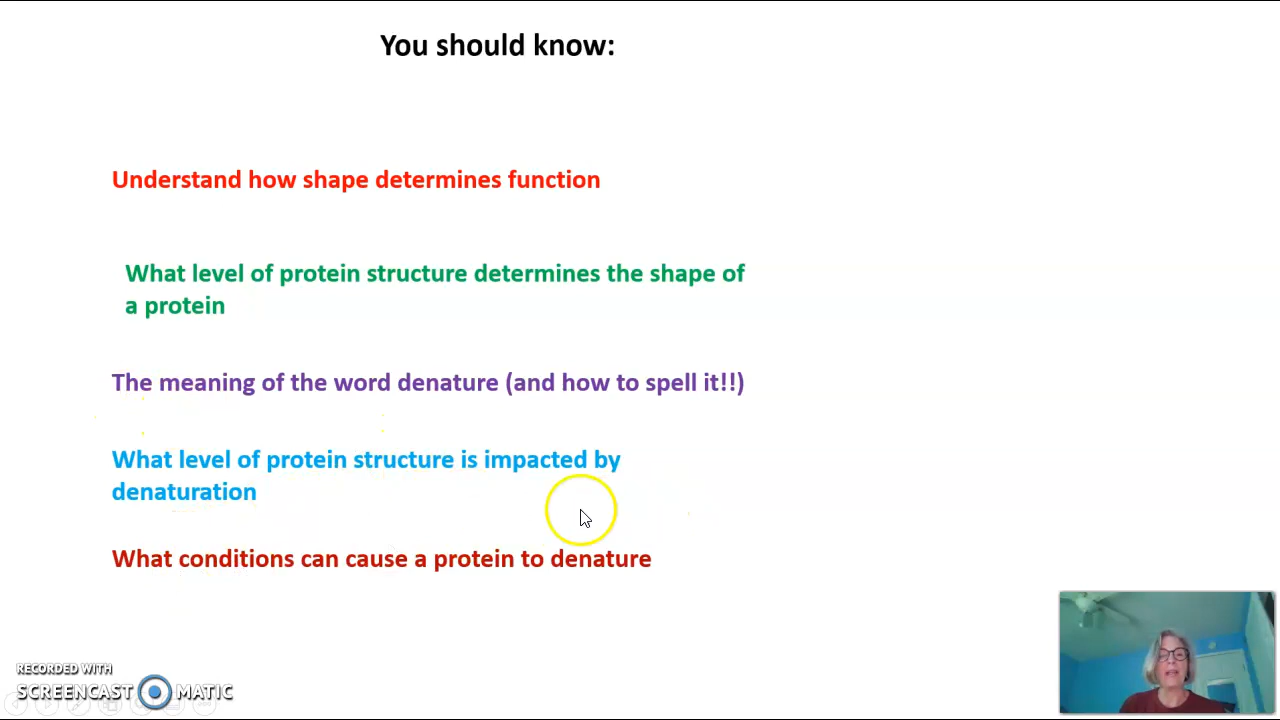 You should know:
Understand how shape determines function
What level of protein structure determines the shape of
a protein
The meaning of the word denature (and how to spell it!!)
What level of protein structure is impacted by
denaturation
What conditions can cause a protein to denature
RECORDED WITH
SCREENCAST MATIC